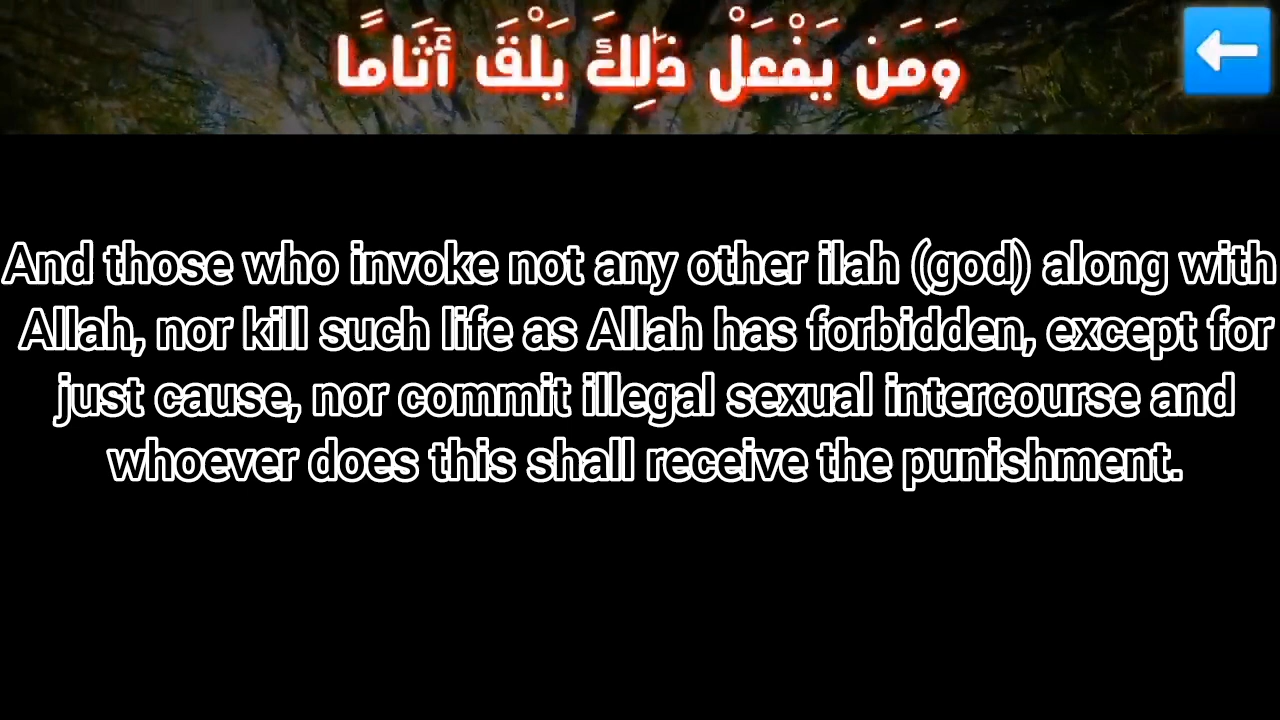 وَمَن يَفْعَلْ ذَٰلِكَ يَلْقَ أَثَامًا
And those who invoke not any other ilah (god) along with
Allah, nor kill such life as Allah has forbidden, except for
just cause, nor commit illegal sexual intercourse and
whoever does this shall receive the punishment.